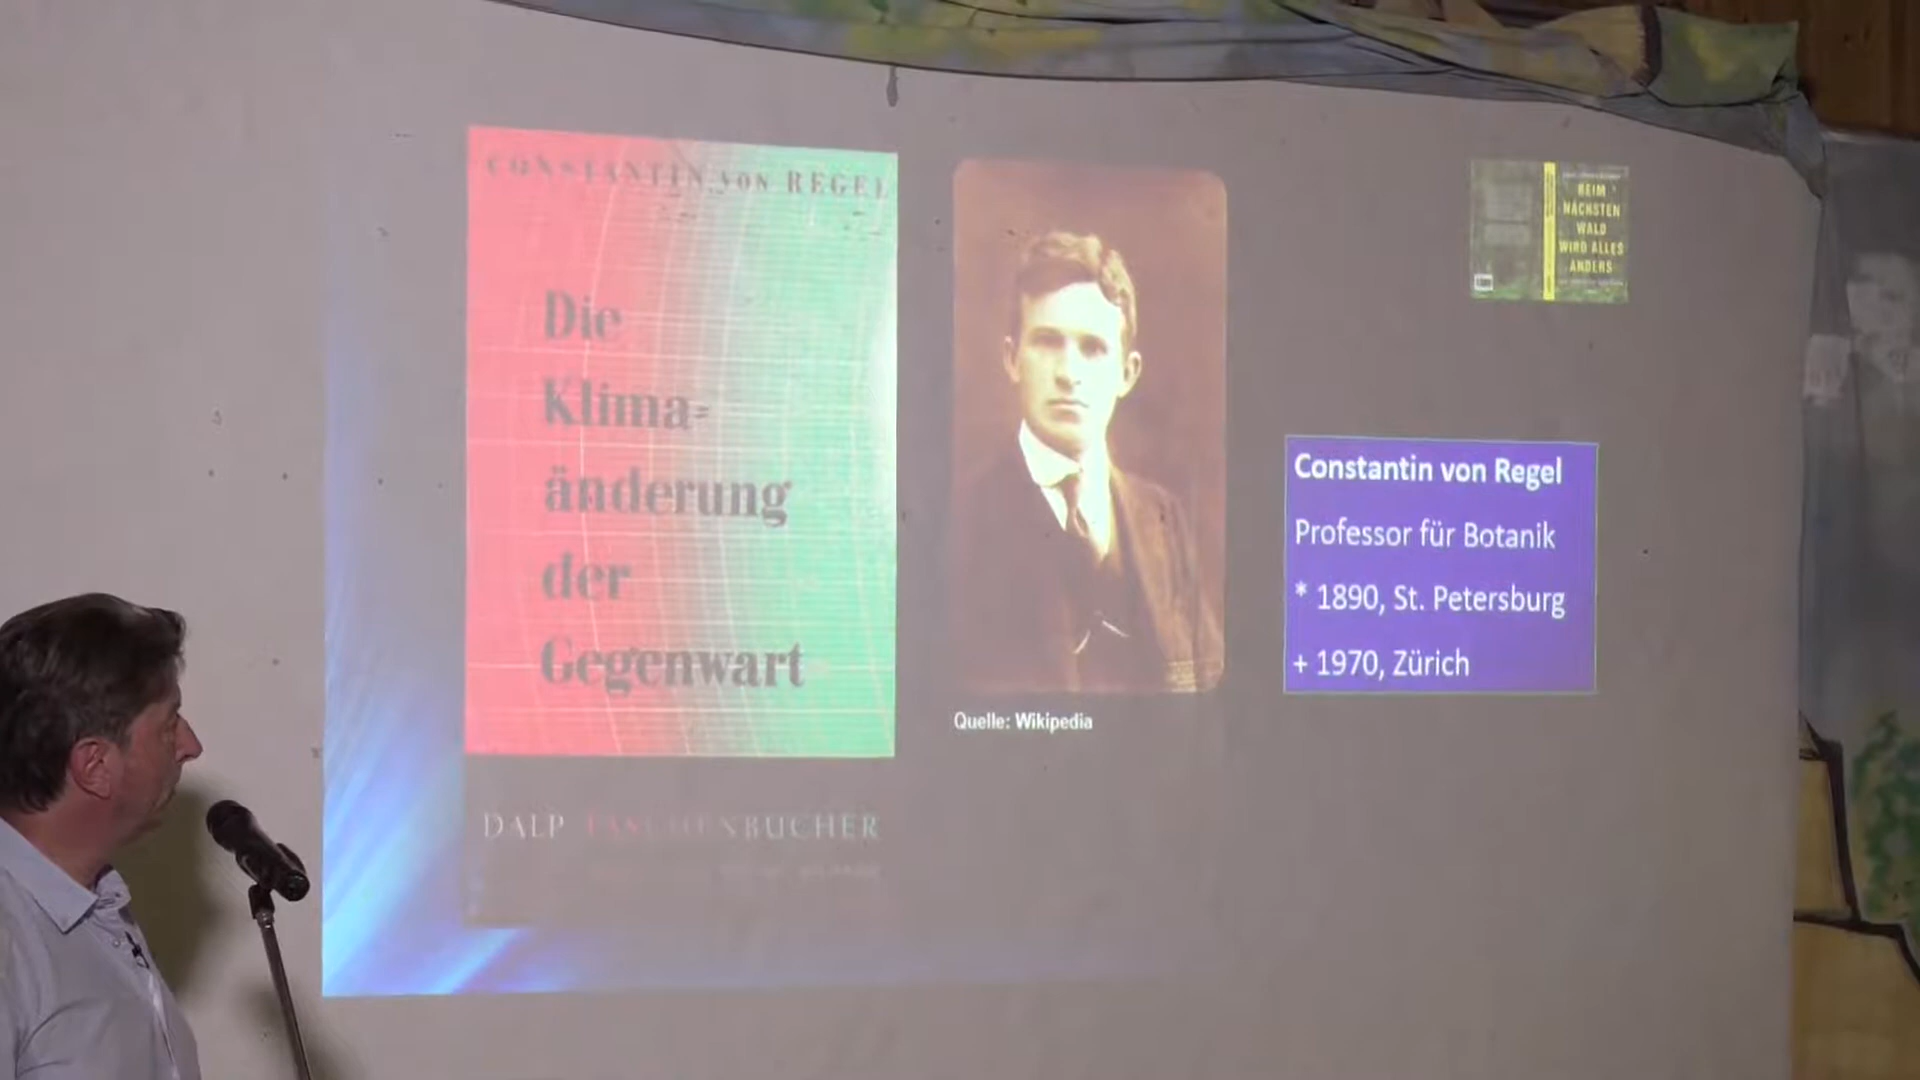 CONSTANTIN VON REGEL
Die
Klima-
änderung
der
Gegenwart
DALP TASCHENBÜCHER
Quelle: Wikipedia
BEIM
NÄCHSTEN
WALD
WIRD ALLES
ANDERS
Constantin von Regel
Professor für Botanik
* 1890, St. Petersburg
+ 1970, Zürich